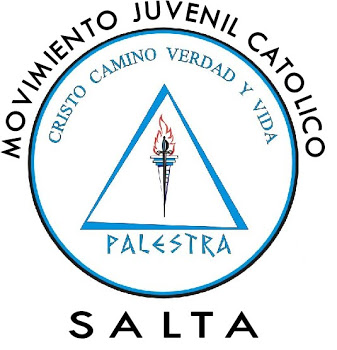 MOVIMIENTO JUVENIL CATOLICO
CRISTO CAMINO VERDAD Y VIDA
PALESTRA
SALTA